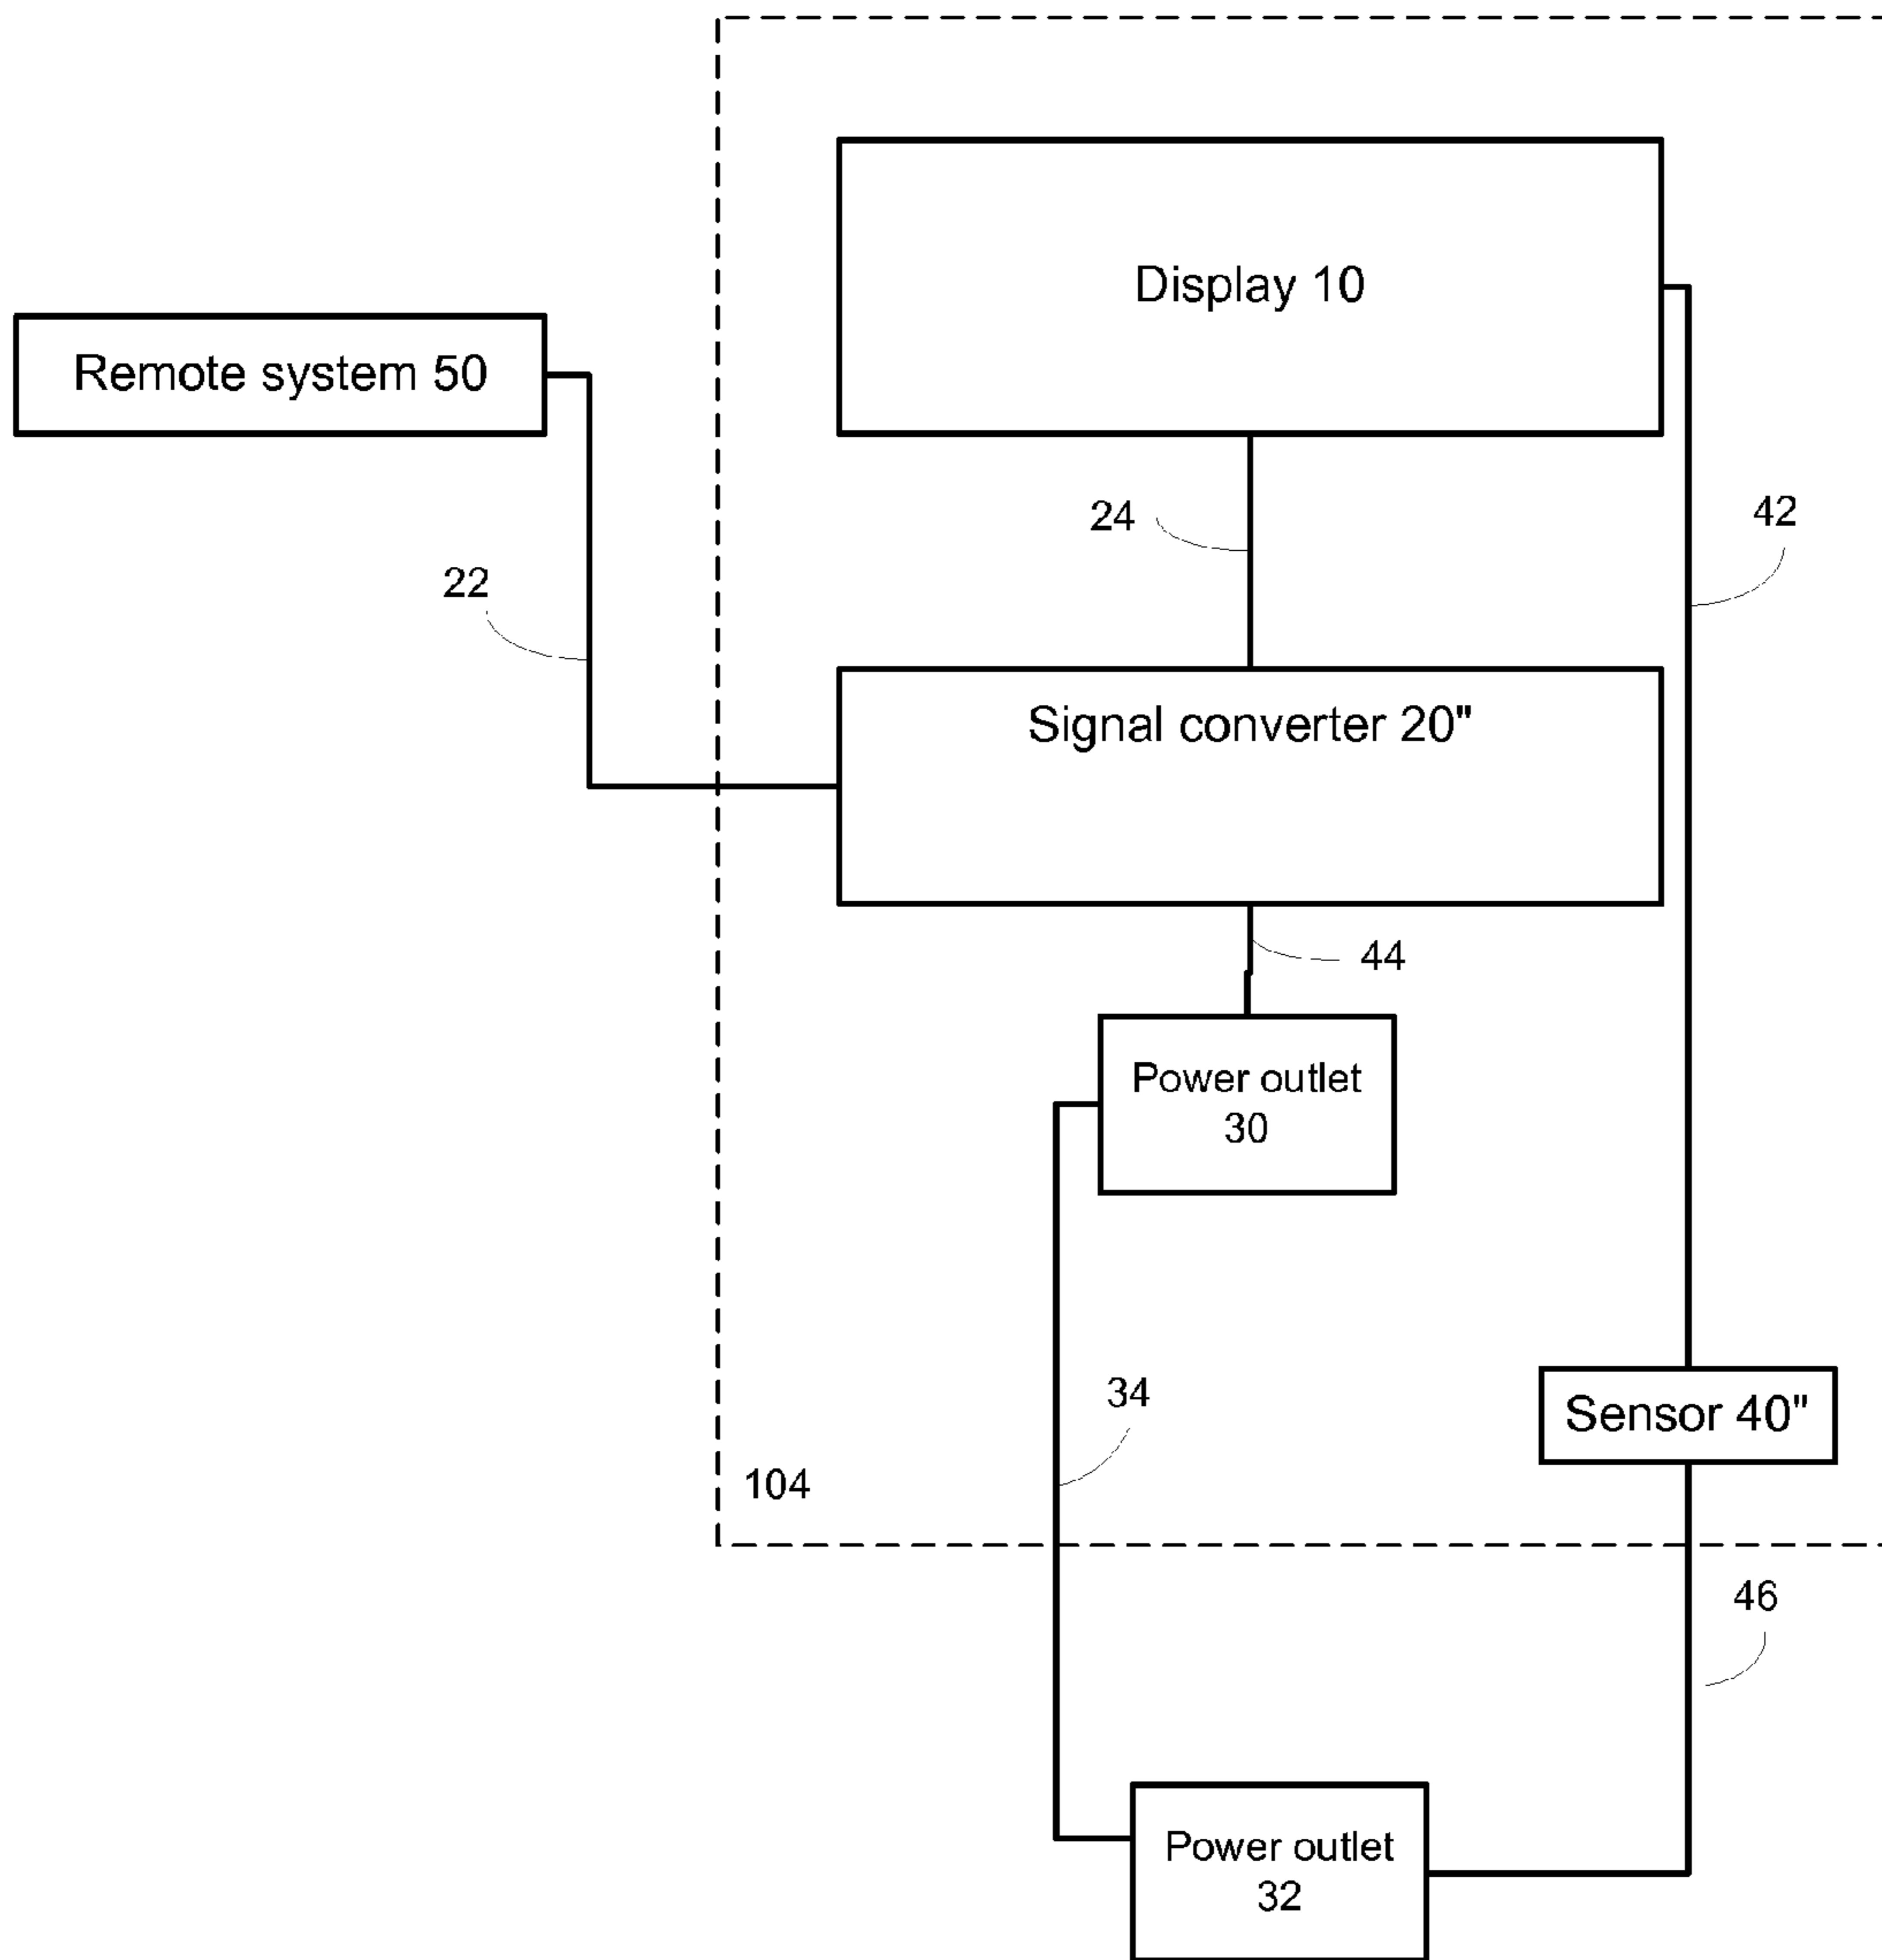 Display 10
Remote system 50
24
42
22
Signal converter 20"
44
Power outlet
30
34
Sensor 40"
104
46
Power outlet
32